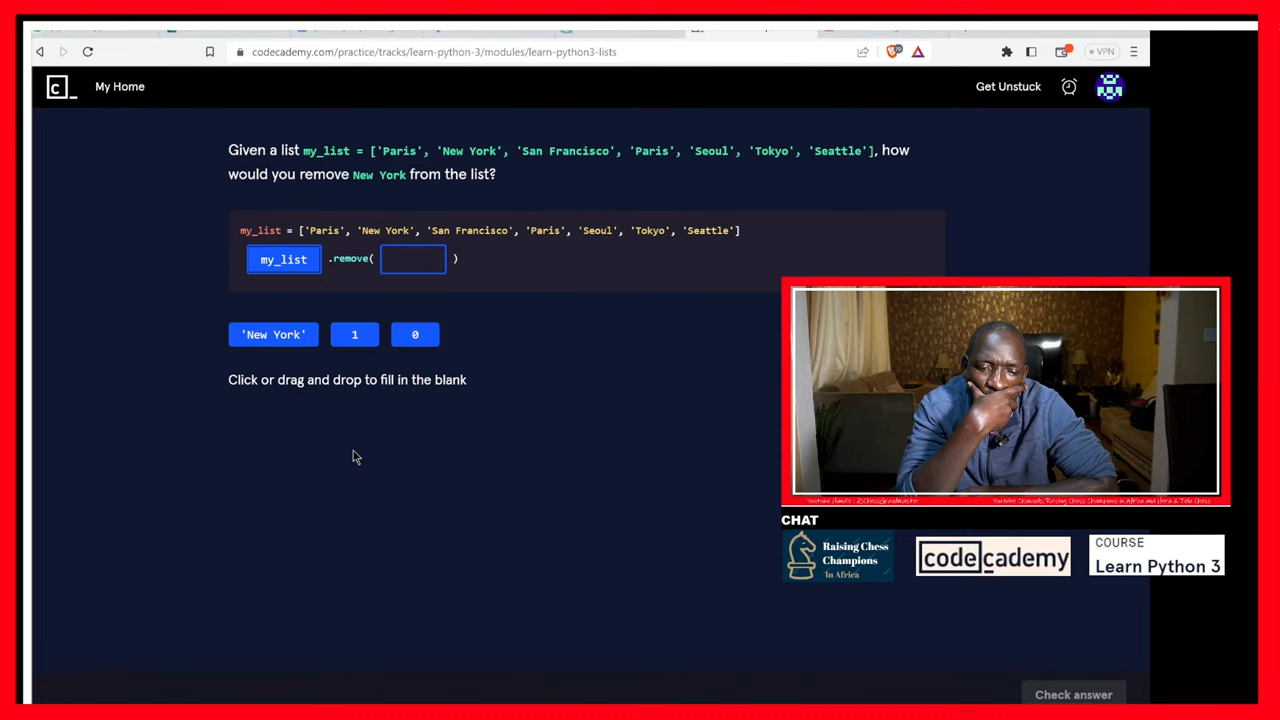 codecademy.com/practice/tracks/learn-python-3/modules/learn-python3-lists
VPN
c_ My Home
Get Unstuck
Given a list my_list = ['Paris', 'New York', 'San Francisco', 'Paris', 'Seoul', 'Tokyo', 'Seattle'], how
would you remove New York from the list?
my_list = ['Paris', 'New York', 'San Francisco', 'Paris', 'Seoul', 'Tokyo', 'Seattle']
my_list .remove( )
'New York' 1 0
Click or drag and drop to fill in the blank
CHAT
Raising Chess
Champions
In Africa
codecademy
COURSE
Learn Python 3
Check answer